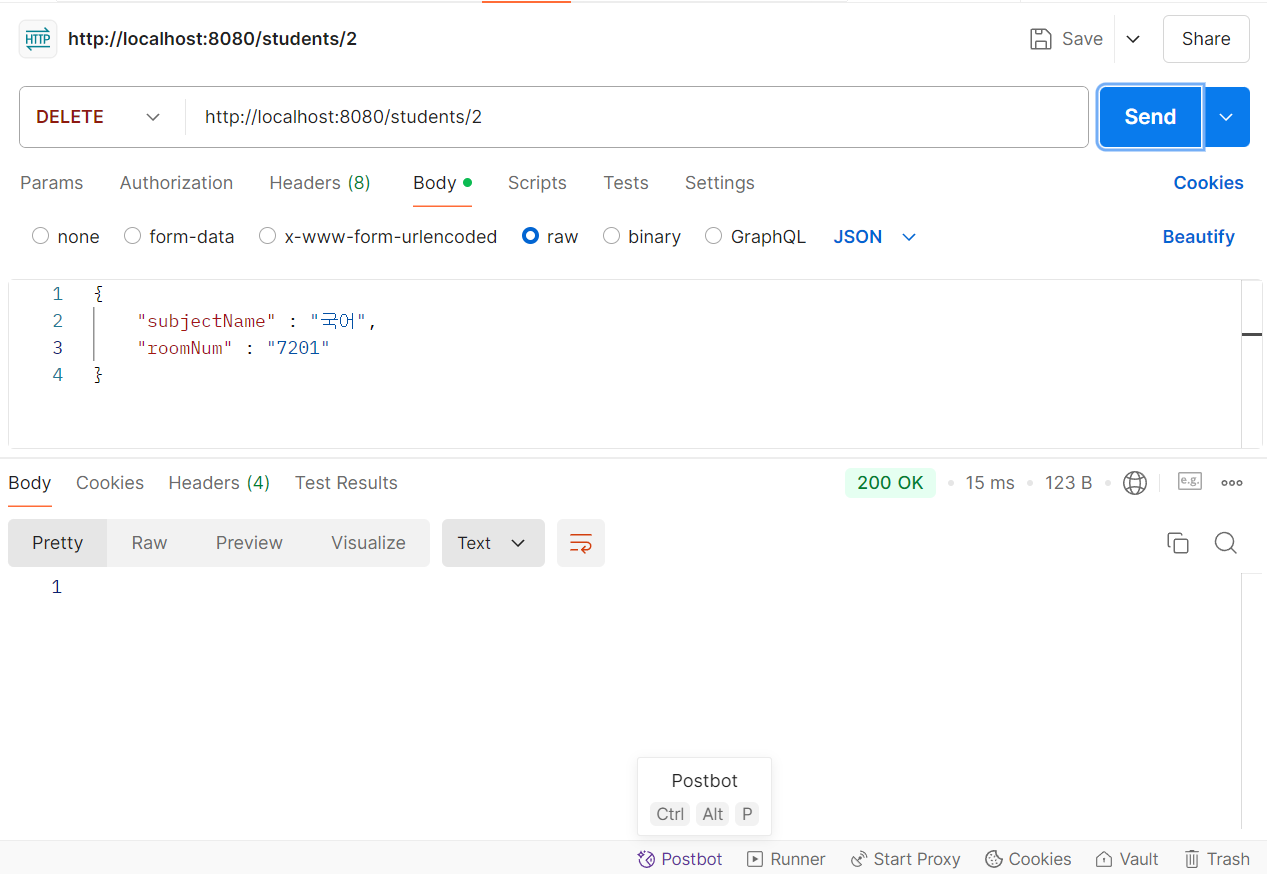 HTTP http://localhost:8080/students/2 Save Share
DELETE http://localhost:8080/students/2 Send
Params Authorization Headers (8) Body Scripts Tests Settings Cookies
none form-data x-www-form-urlencoded raw binary GraphQL JSON Beautify
1 {
2 "subjectName" : "국어",
3 "roomNum" : "7201"
4 }
Body Cookies Headers (4) Test Results 200 OK 15 ms 123 B e.g.
Pretty Raw Preview Visualize Text
1
Postbot
Ctrl Alt P
Postbot Runner Start Proxy Cookies Vault Trash